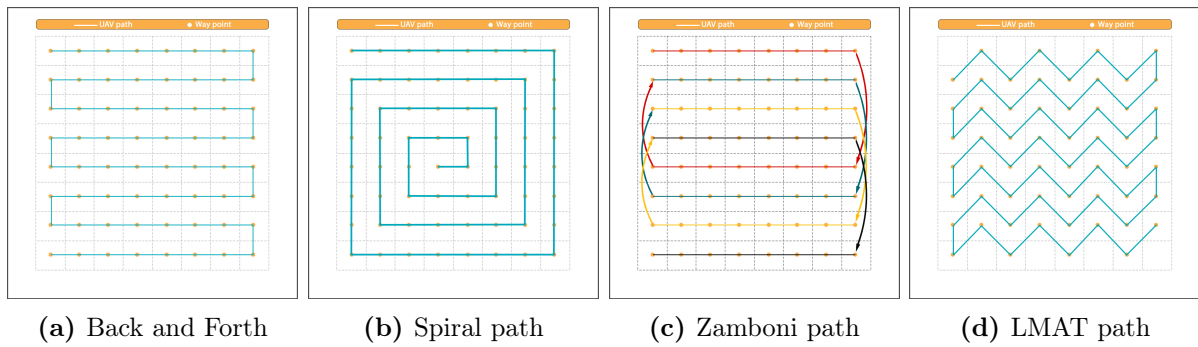 UAV path Way point
UAV path Way point
UAV path Way point
UAV path Way point
(a) Back and Forth
(b) Spiral path
(c) Zamboni path
(d) LMAT path